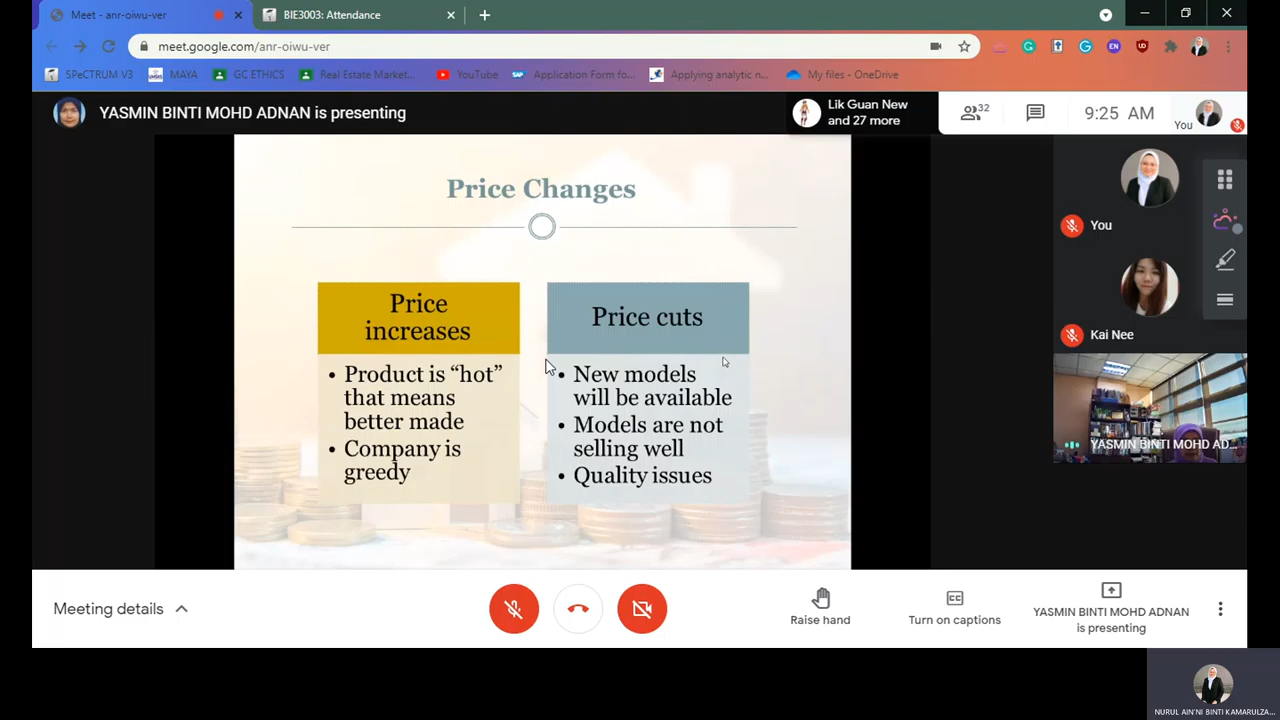 Meet - anr-oiwu-ver
BIE3003: Attendance
meet.google.com/anr-oiwu-ver
SPeCTRUM V3
MAYA
GC ETHICS
Real Estate Market...
YouTube
Application Form fo...
Applying analytic n...
My files - OneDrive
YASMIN BINTI MOHD ADNAN is presenting
Lik Guan New
and 27 more
32
9:25 AM
You
Price Changes
Price
increases
Product is “hot”
that means
better made
Company is
greedy
Price cuts
New models
will be available
Models are not
selling well
Quality issues
You
Kai Nee
YASMIN BINTI MOHD AD...
Meeting details
Raise hand
Turn on captions
YASMIN BINTI MOHD ADNAN
is presenting
NURUL AIN'NI BINTI KAMARULZA...